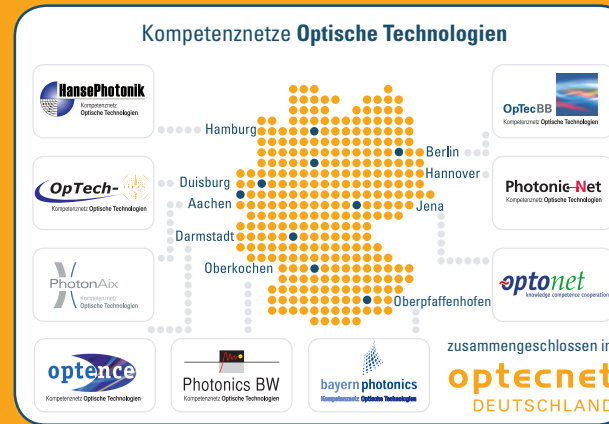 Kompetenznetze Optische Technologien
HansePhotonik
Kompetenznetz
Optische Technologien
OpTecBB
Kompetenznetz Optische Technologien
Hamburg
Berlin
Hannover
OpTech-
Kompetenznetz Optische Technologien
Duisburg
Aachen
Jena
Photonic Net
Kompetenznetz Optische Technologien
Darmstadt
PhotonAix
Kompetenznetz
Optische Technologien
Oberkochen
Oberpfaffenhofen
optonet
knowledge competence cooperation
optence
Kompetenznetz Optische Technologien
Photonics BW
Kompetenznetz Optische Technologien
bayern photonics
Kompetenznetz Optische Technologien
zusammengeschlossen in
optecnet
DEUTSCHLAND